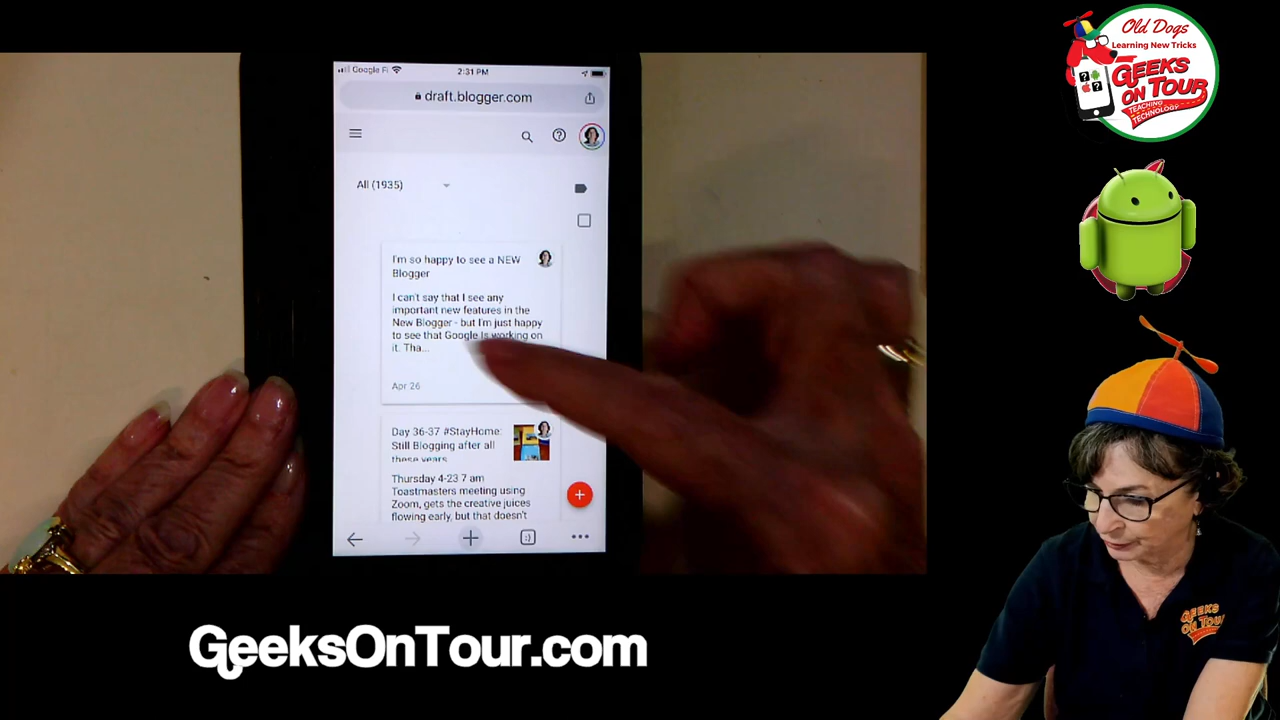 Google Fi
2:31 PM
draft.blogger.com
All (1935)
I'm so happy to see a NEW
Blogger
I can't say that I see any
important new features in the
New Blogger - but I'm just happy
to see that Google is working on
it. Tha...
Apr 26
Day 36-37 #StayHome:
Still Blogging after all
these years
Thursday 4-23 7 am
Toastmasters meeting using
Zoom, gets the creative juices
flowing early, but that doesn't
:)
GeeksOnTour.com
Old Dogs
Learning New Tricks
GEEKS
ON TOUR
TEACHING
TECHNOLOGY
GEEKS
ON TOUR